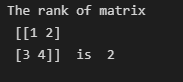 The rank of matrix
[[1 2]
[3 4]] is 2